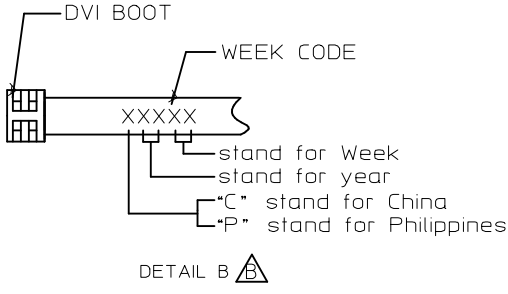 DVI BOOT
WEEK CODE
XXXXX
stand for Week
stand for year
"C" stand for China
"P" stand for Philippines
DETAIL B B